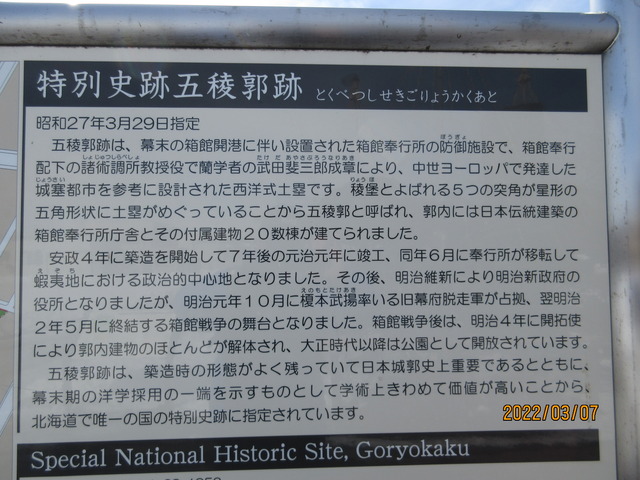 特別史跡五稜郭跡 とくべつしせきごりょうかくあと
昭和27年3月29日指定
五稜郭跡は、幕末の箱館開港に伴い設置された箱館奉行所の防御施設で、箱館奉行
配下の諸術調所教授役で蘭学者の武田斐三郎成章により、中世ヨーロッパで発達した
城塞都市を参考に設計された西洋式土塁です。稜堡とよばれる5つの突角が星形の
五角形状に土塁がめぐっていることから五稜郭と呼ばれ、郭内には日本伝統建築の
箱館奉行所庁舎とその付属建物20数棟が建てられました。
安政4年に築造を開始して7年後の元治元年に竣工、同年6月に奉行所が移転して
蝦夷地における政治的中心地となりました。その後、明治維新により明治新政府の
役所となりましたが、明治元年10月に榎本武揚率いる旧幕府脱走軍が占拠、翌明治
2年5月に終結する箱館戦争の舞台となりました。箱館戦争後は、明治4年に開拓使
により郭内建物のほとんどが解体され、大正時代以降は公園として開放されています。
五稜郭跡は、築造時の形態がよく残っていて日本城郭史上重要であるとともに、
幕末期の洋学採用の一端を示すものとして学術上きわめて価値が高いことから、
北海道で唯一の国の特別史跡に指定されています。
2022/03/07
Special National Historic Site, Goryokaku